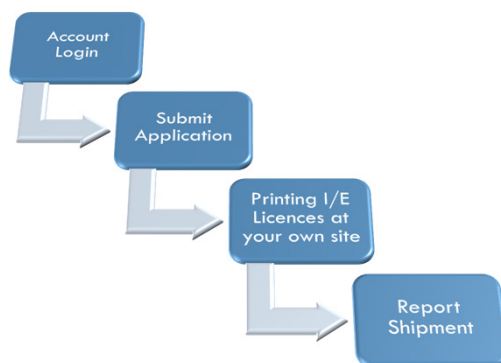 Account
Login
Submit
Application
Printing I/E
Licences at
your own site
Report
Shipment